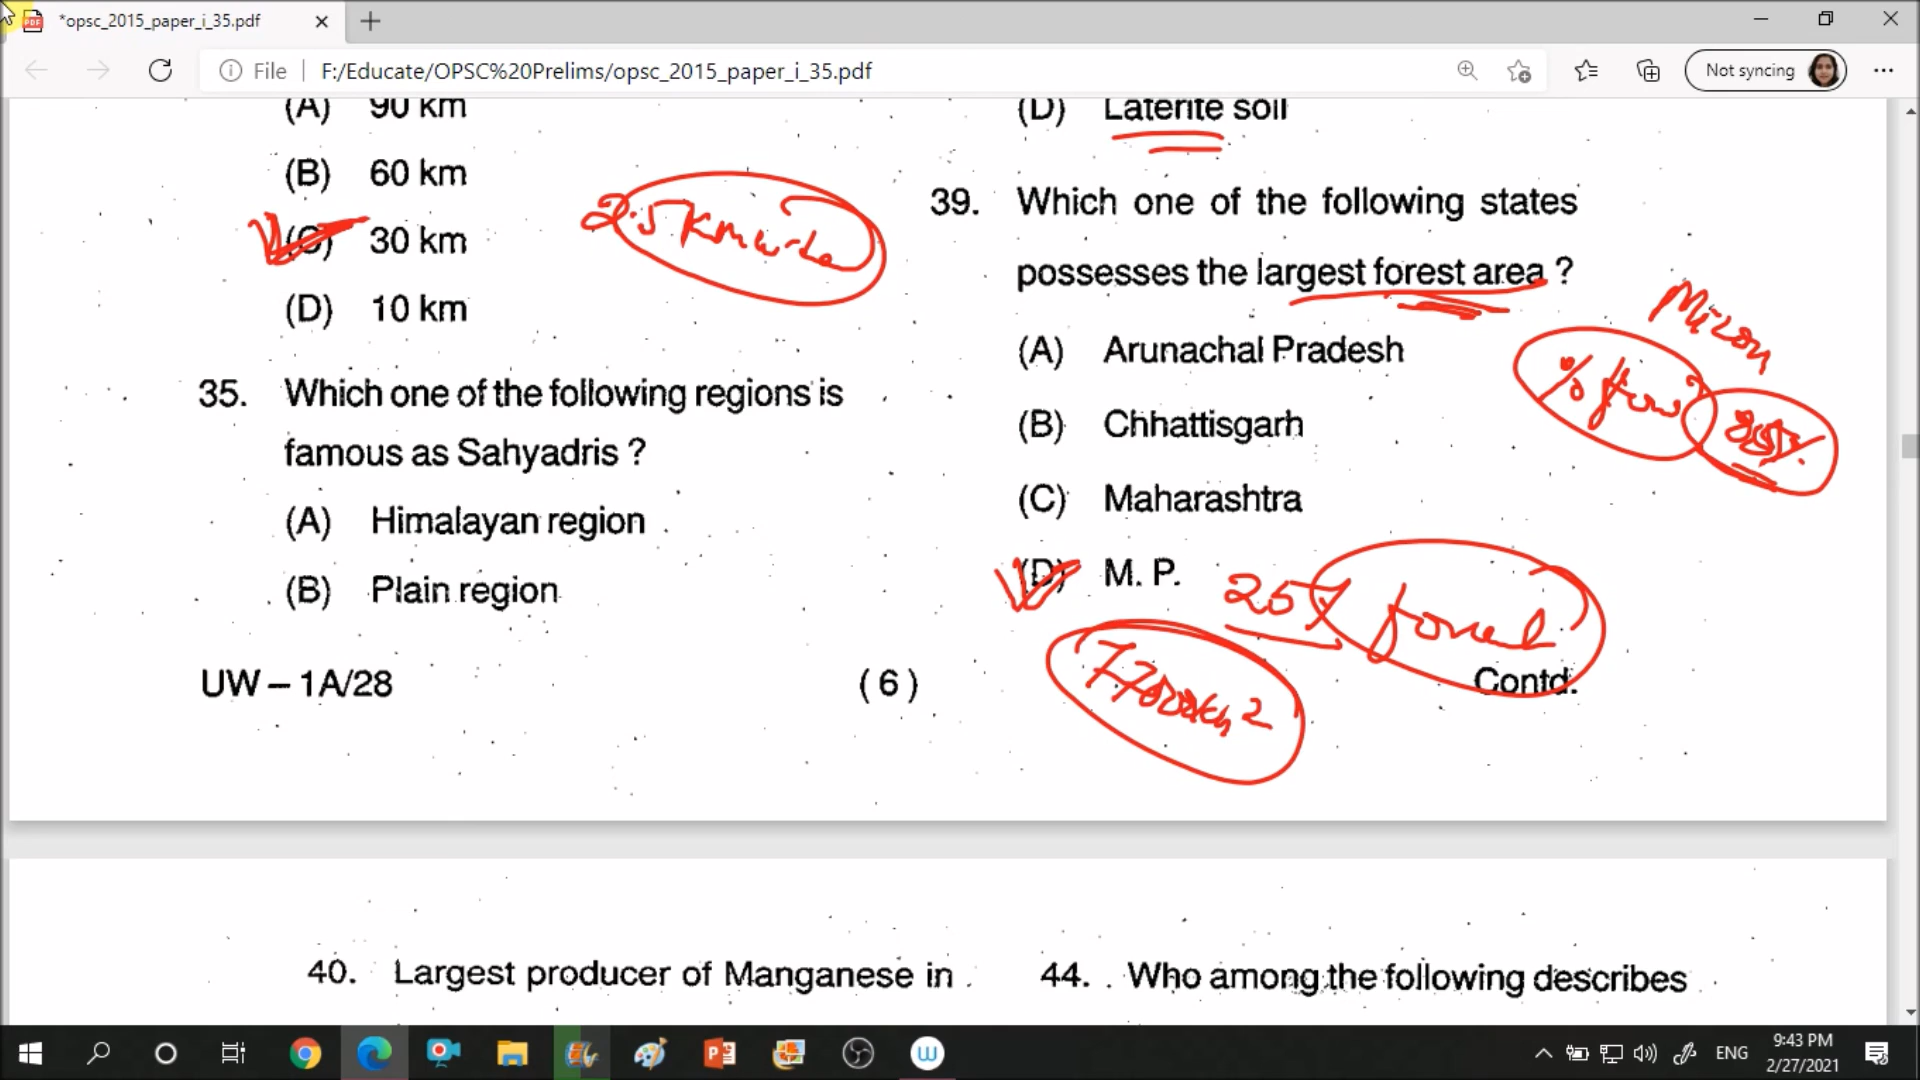 *opsc_2015_paper_i_35.pdf
File
F:/Educate/OPSC%20Prelims/opsc_2015_paper_i_35.pdf
Not syncing
(A) 90 km
(B) 60 km
(C) 30 km
(D) 10 km
2.5 Km wide
35. Which one of the following regions is
famous as Sahyadris ?
(A) Himalayan region
(B) Plain region
UW – 1A/28
( 6 )
(D) Laterite soil
39. Which one of the following states
possesses the largest forest area ?
(A) Arunachal Pradesh
(B) Chhattisgarh
(C) Maharashtra
(D) M. P.
Mizon
85%
25% forest
Contd.
40. Largest producer of Manganese in
44. Who among the following describes
ENG
9:43 PM
2/27/2021